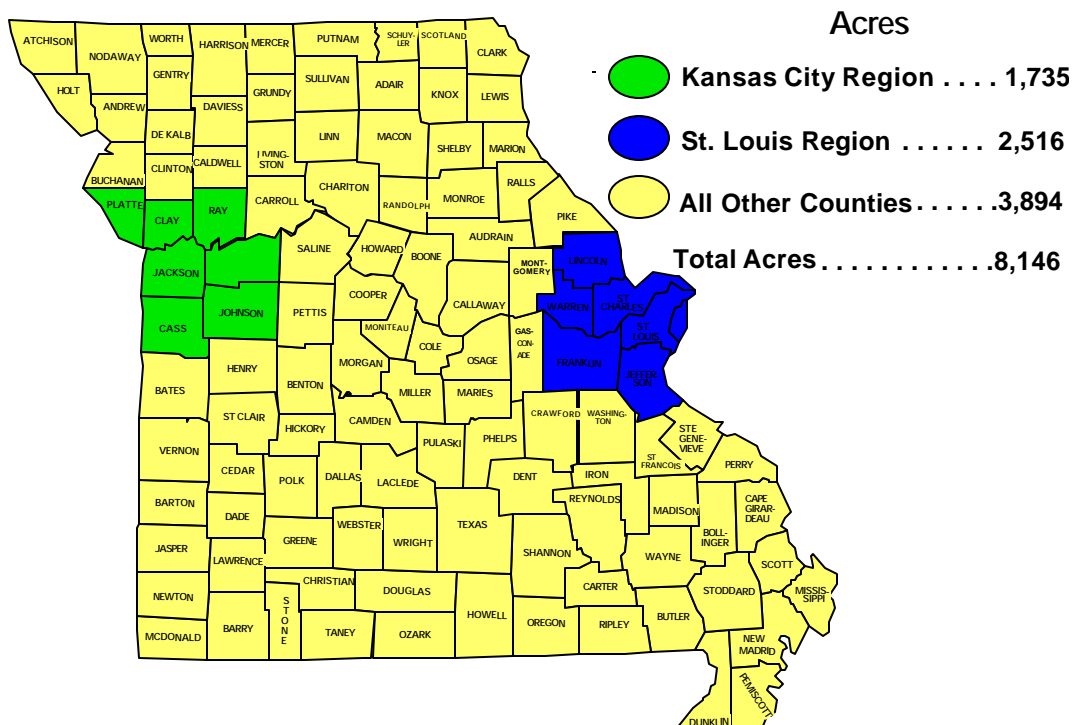 Acres
Kansas City Region . . . . 1,735
St. Louis Region . . . . . . 2,516
All Other Counties . . . . . .3,894
Total Acres . . . . . . . . . . . .8,146
ATCHISON
NODAWAY
WORTH
HARRISON
MERCER
PUTNAM
SCHUY-
LER
SCOTLAND
CLARK
HOLT
GENTRY
SULLIVAN
ADAIR
KNOX
LEWIS
ANDREW
DAVIESS
GRUNDY
DE KALB
LINN
MACON
SHELBY
MARION
BUCHANAN
CLINTON
CALDWELL
LIVING-
STON
CHARITON
RANDOLPH
MONROE
RALLS
PLATTE
CLAY
RAY
CARROLL
PIKE
SALINE
HOWARD
BOONE
AUDRAIN
JACKSON
MONT-
GOMERY
LINCOLN
CASS
JOHNSON
PETTIS
COOPER
CALLAWAY
WARREN
ST
CHARLES
MONITEAU
COLE
OSAGE
GAS-
CON-
ADE
FRANKLIN
ST
LOUIS
BATES
HENRY
BENTON
MORGAN
MILLER
MARIES
JEFFER-
SON
ST CLAIR
HICKORY
CAMDEN
PULASKI
PHELPS
CRAWFORD
WASHING-
TON
STE
GENE-
VIEVE
VERNON
CEDAR
POLK
DALLAS
LACLEDE
DENT
IRON
ST
FRANCOIS
PERRY
BARTON
DADE
GREENE
WEBSTER
WRIGHT
TEXAS
REYNOLDS
MADISON
BOLL-
INGER
CAPE
GIRAR-
DEAU
JASPER
LAWRENCE
SHANNON
WAYNE
SCOTT
NEWTON
CHRISTIAN
DOUGLAS
CARTER
STODDARD
MISSIS-
SIPPI
MCDONALD
BARRY
STONE
TANEY
OZARK
HOWELL
OREGON
RIPLEY
BUTLER
NEW
MADRID
PEMISCOTT
DUNKLIN